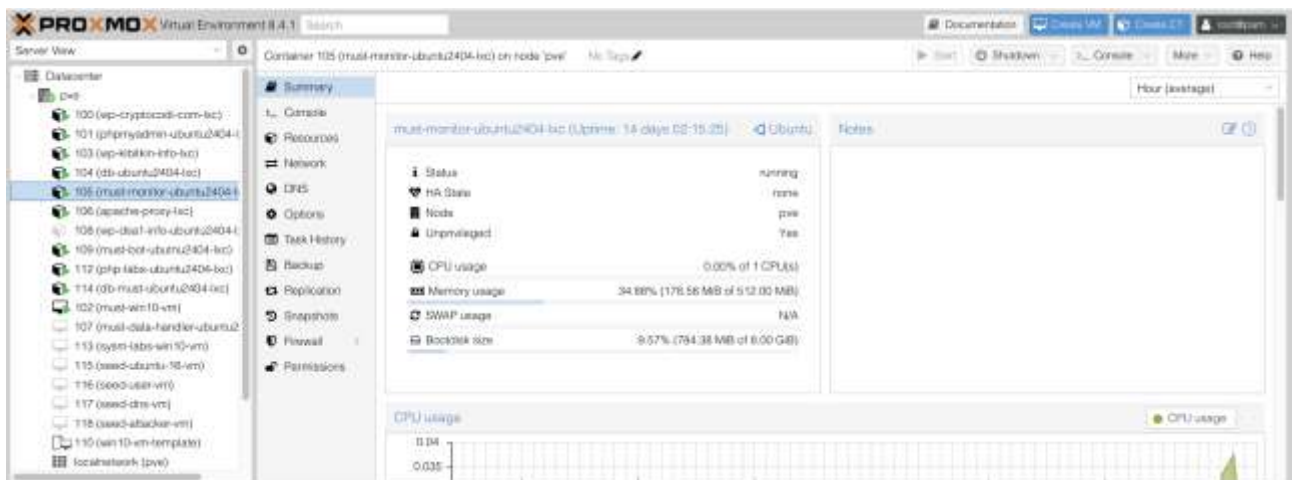 PROXMOX Virtual Environment 8.4.1 Search
Documentation Create VM Create CT root@pam
Server View
Datacenter
pve
100 (wp-cryptocsdi-com-lxc)
101 (phpmyadmin-ubuntu2404-l
103 (wp-kibitkin-info-lxc)
104 (db-ubuntu2404-lxc)
105 (must-monitor-ubuntu2404-l
106 (apache-proxy-lxc)
109 (must-bot-ubutnu2404-lxc)
112 (php-labs-ubuntu2404-lxc)
114 (db-must-ubuntu2404-lxc)
102 (must-win10-vm)
107 (must-data-handler-ubuntu2
113 (sysm-labs-win10-vm)
115 (seed-ubuntu-16-vm)
116 (seed-user-vm)
117 (seed-dns-vm)
118 (seed-attacker-vm)
110 (win10-vm-template)
localnetwork (pve)
Container 105 (must-monitor-ubuntu2404-lxc) on node 'pve' No Tags
Start Shutdown Console More Help
Summary
Console
Resources
Network
DNS
Options
Task History
Backup
Replication
Snapshots
Firewall
Permissions
Hour (average)
must-monitor-ubuntu2404-lxc (Uptime: 14 days 02:15:25) Ubuntu
Status running
HA State none
Node pve
Unprivileged Yes
CPU usage 0.00% of 1 CPU(s)
Memory usage 34.88% (178.58 MiB of 512.00 MiB)
SWAP usage N/A
Bootdisk size 9.57% (784.38 MiB of 8.00 GiB)
Notes
CPU usage
CPU usage
0.04
0.035